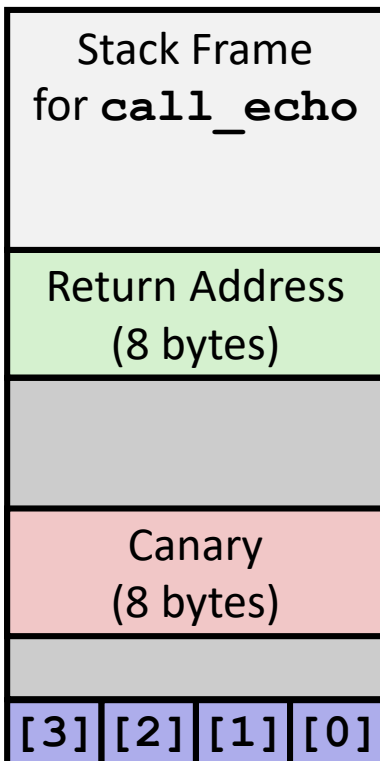 Stack Frame
for call_echo
Return Address
(8 bytes)
Canary
(8 bytes)
[3] [2] [1] [0]